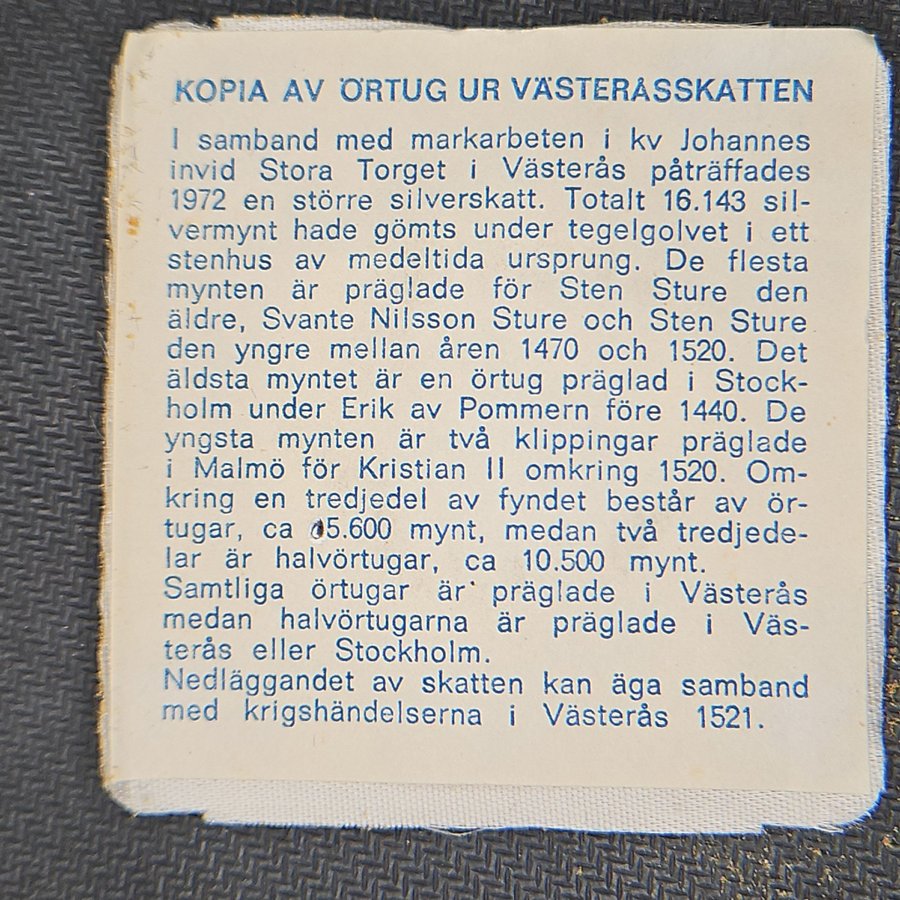 KOPIA AV ÖRTUG UR VÄSTERÅSSKATTEN
I samband med markarbeten i kv Johannes
invid Stora Torget i Västerås påträffades
1972 en större silverskatt. Totalt 16.143 sil-
vermynt hade gömts under tegelgolvet i ett
stenhus av medeltida ursprung. De flesta
mynten är präglade för Sten Sture den
äldre, Svante Nilsson Sture och Sten Sture
den yngre mellan åren 1470 och 1520. Det
äldsta myntet är en örtug präglad i Stock-
holm under Erik av Pommern före 1440. De
yngsta mynten är två klippingar präglade
i Malmö för Kristian II omkring 1520. Om-
kring en tredjedel av fyndet består av ör-
tugar, ca 5.600 mynt, medan två tredjede-
lar är halvörtugar, ca 10.500 mynt.
Samtliga örtugar är präglade i Västerås
medan halvörtugarna är präglade i Väs-
terås eller Stockholm.
Nedläggandet av skatten kan äga samband
med krigshändelserna i Västerås 1521.